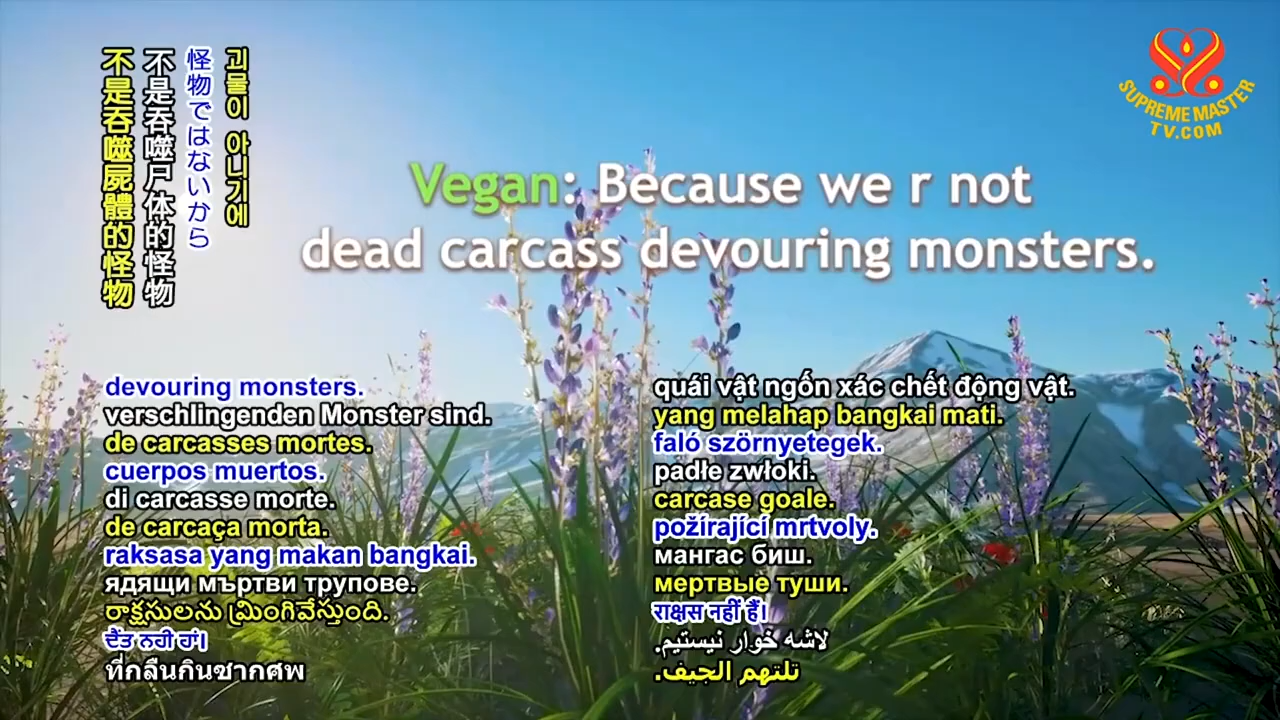 괴물이 아니기에
怪物ではないから
不是吞噬尸体的怪物
不是吞噬屍體的怪物
SUPREME MASTER
TV.COM
Vegan: Because we r not
dead carcass devouring monsters.
devouring monsters.
verschlingenden Monster sind.
de carcasses mortes.
cuerpos muertos.
di carcasse morte.
de carcaça morta.
raksasa yang makan bangkai.
ядящи мъртви трупове.
రాక్షసులను మ్రింగివేస్తుంది.
ਦੈਂਤ ਨਹੀ ਹਾਂ।
ที่กลืนกินซากศพ
quái vật ngốn xác chết động vật.
yang melahap bangkai mati.
faló szörnyetegek.
padłe zwłoki.
carcase goale.
požírající mrtvoly.
мангас биш.
мертвые туши.
राक्षस नहीं हैं।
لاشه خوار نیستیم.
تلتهم الجيف.